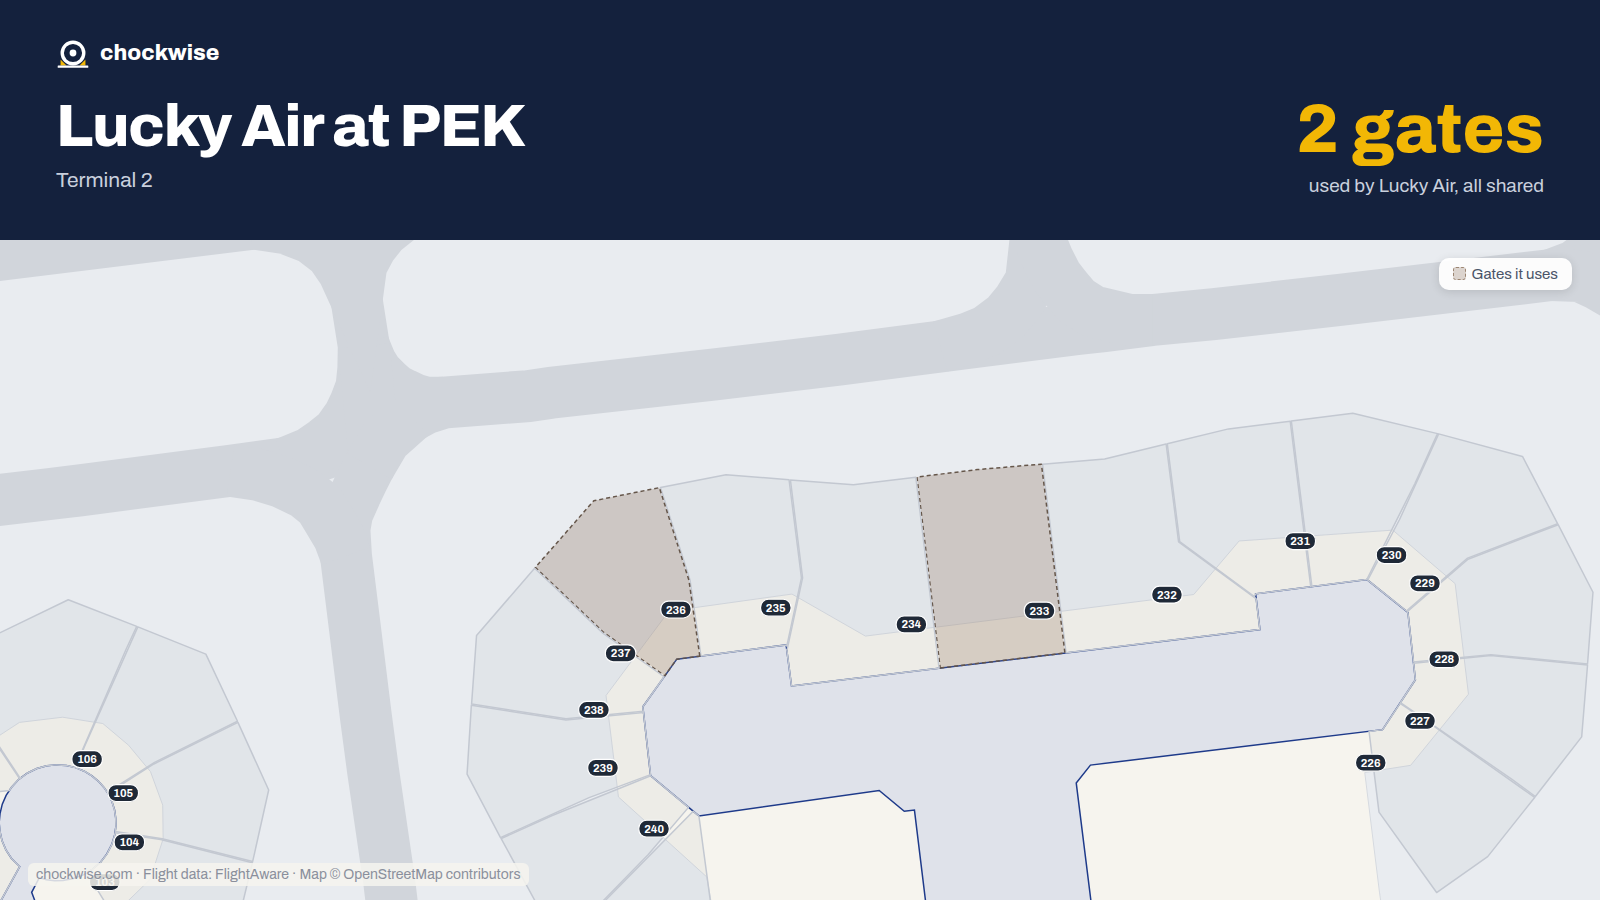 chockwise
Lucky Air at PEK
Terminal 2
2 gates
used by Lucky Air, all shared
Gates it uses
231
230
229
232
236
235
233
234
237
228
238
227
106
226
239
105
240
104
chockwise.com · Flight data: FlightAware · Map © OpenStreetMap contributors